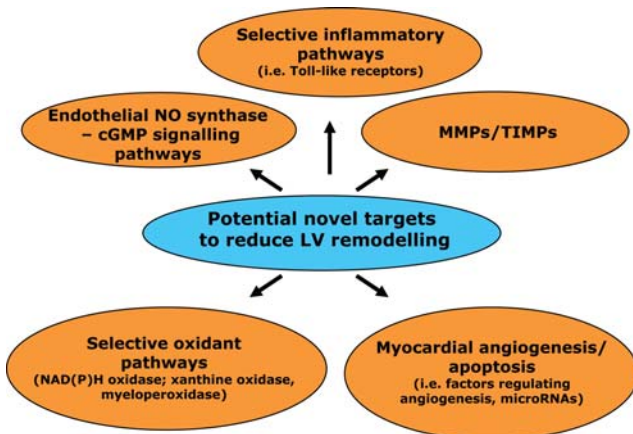 Selective inflammatory
pathways
(i.e. Toll-like receptors)
Endothelial NO synthase
– cGMP signalling
pathways
MMPs/TIMPs
Potential novel targets
to reduce LV remodelling
Selective oxidant
pathways
(NAD(P)H oxidase; xanthine oxidase,
myeloperoxidase)
Myocardial angiogenesis/
apoptosis
(i.e. factors regulating
angiogenesis, microRNAs)